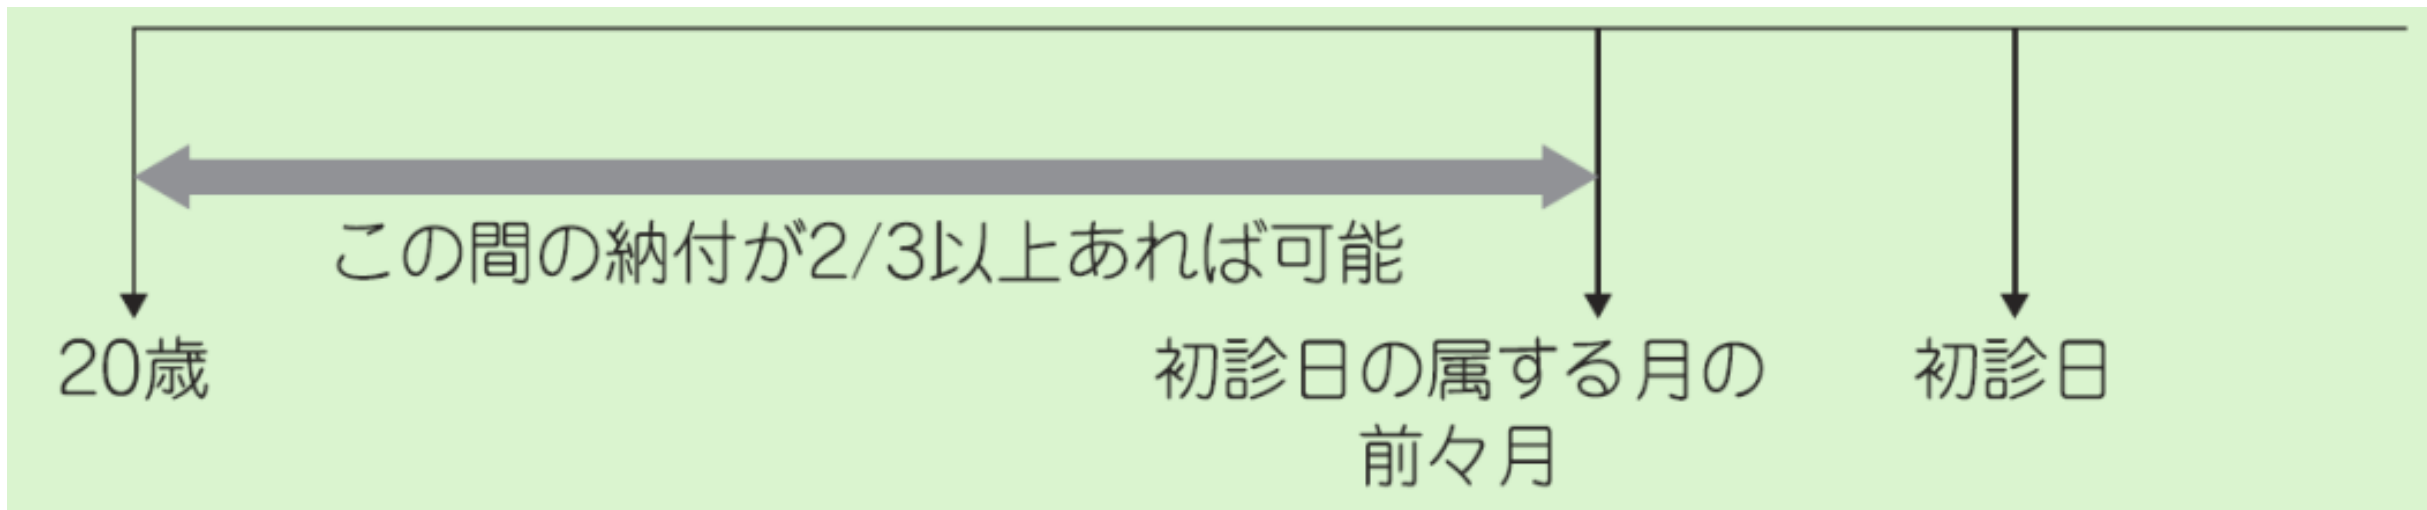 この間の納付が2/3以上あれば可能
20歳
初診日の属する月の
前々月
初診日